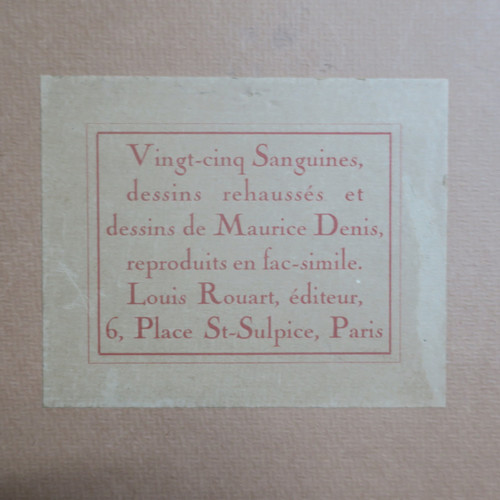 Vingt-cinq Sanguines,
dessins rehaussés et
dessins de Maurice Denis,
reproduits en fac-simile.
Louis Rouart, éditeur,
6, Place St-Sulpice, Paris